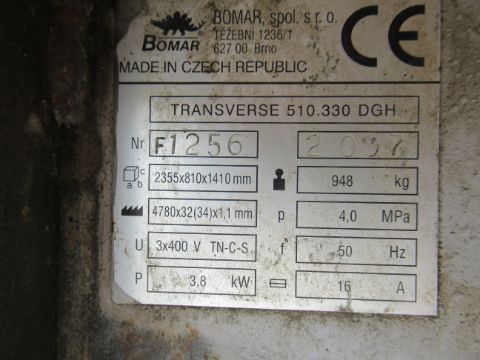 BOMAR
BOMAR, spol. s r. o.
TĚŽEBNÍ 1236/1
627 00 Brno
MADE IN CZECH REPUBLIC
CE
TRANSVERSE 510.330 DGH
Nr F1256 2007
a b c 2355x810x1410 mm 948 kg
4780x32(34)x1,1 mm p 4,0 MPa
U 3x400 V TN-C-S f 50 Hz
P 3,8 kW 16 A